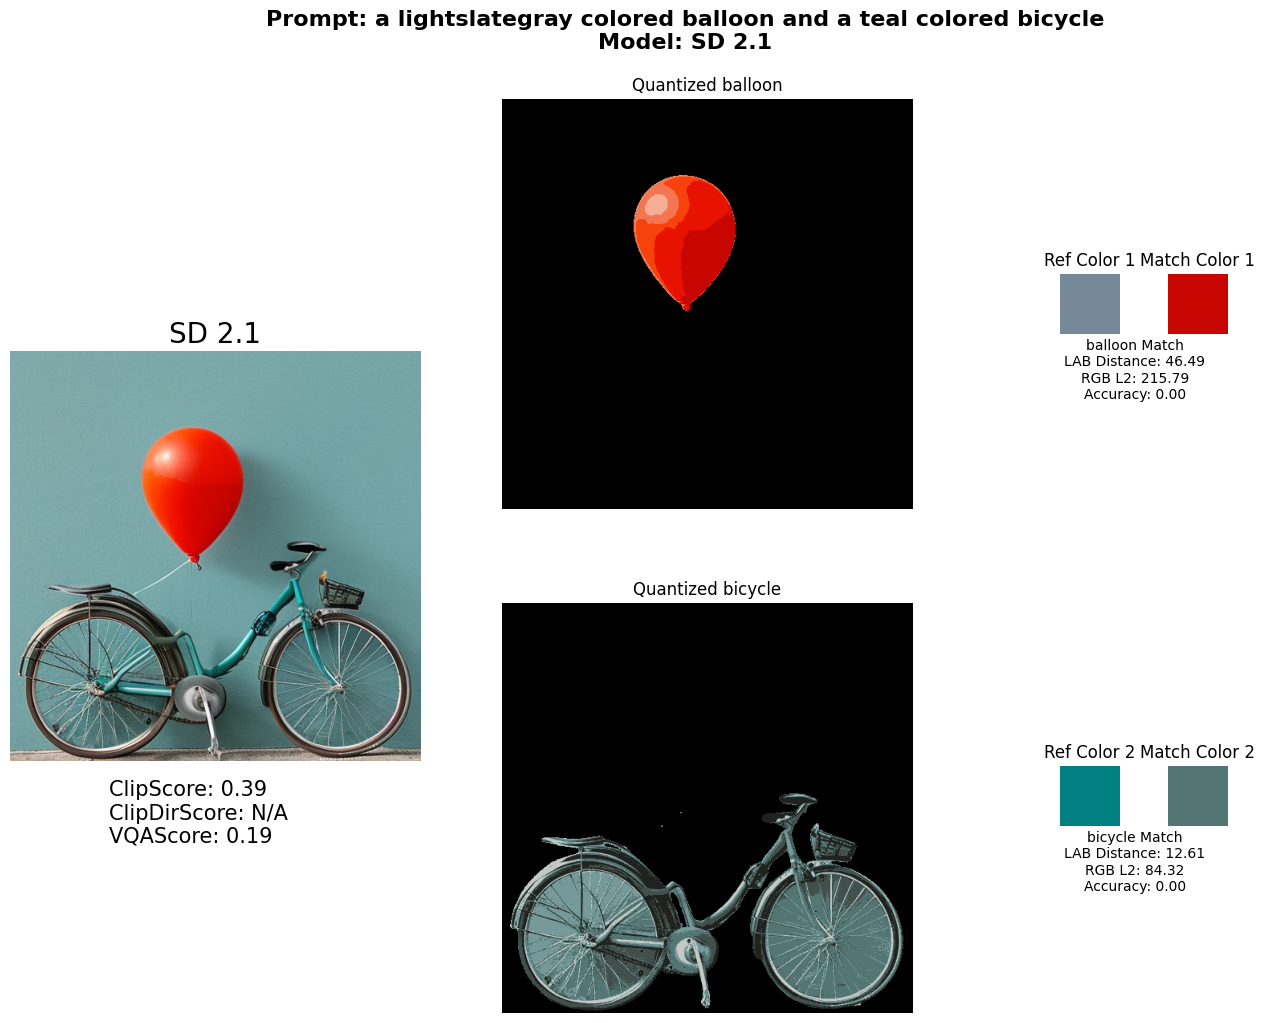 Prompt: a lightslategray colored balloon and a teal colored bicycle
Model: SD 2.1
Quantized balloon
Ref Color 1 Match Color 1
balloon Match
LAB Distance: 46.49
RGB L2: 215.79
Accuracy: 0.00
SD 2.1
ClipScore: 0.39
ClipDirScore: N/A
VQAScore: 0.19
Quantized bicycle
Ref Color 2 Match Color 2
bicycle Match
LAB Distance: 12.61
RGB L2: 84.32
Accuracy: 0.00